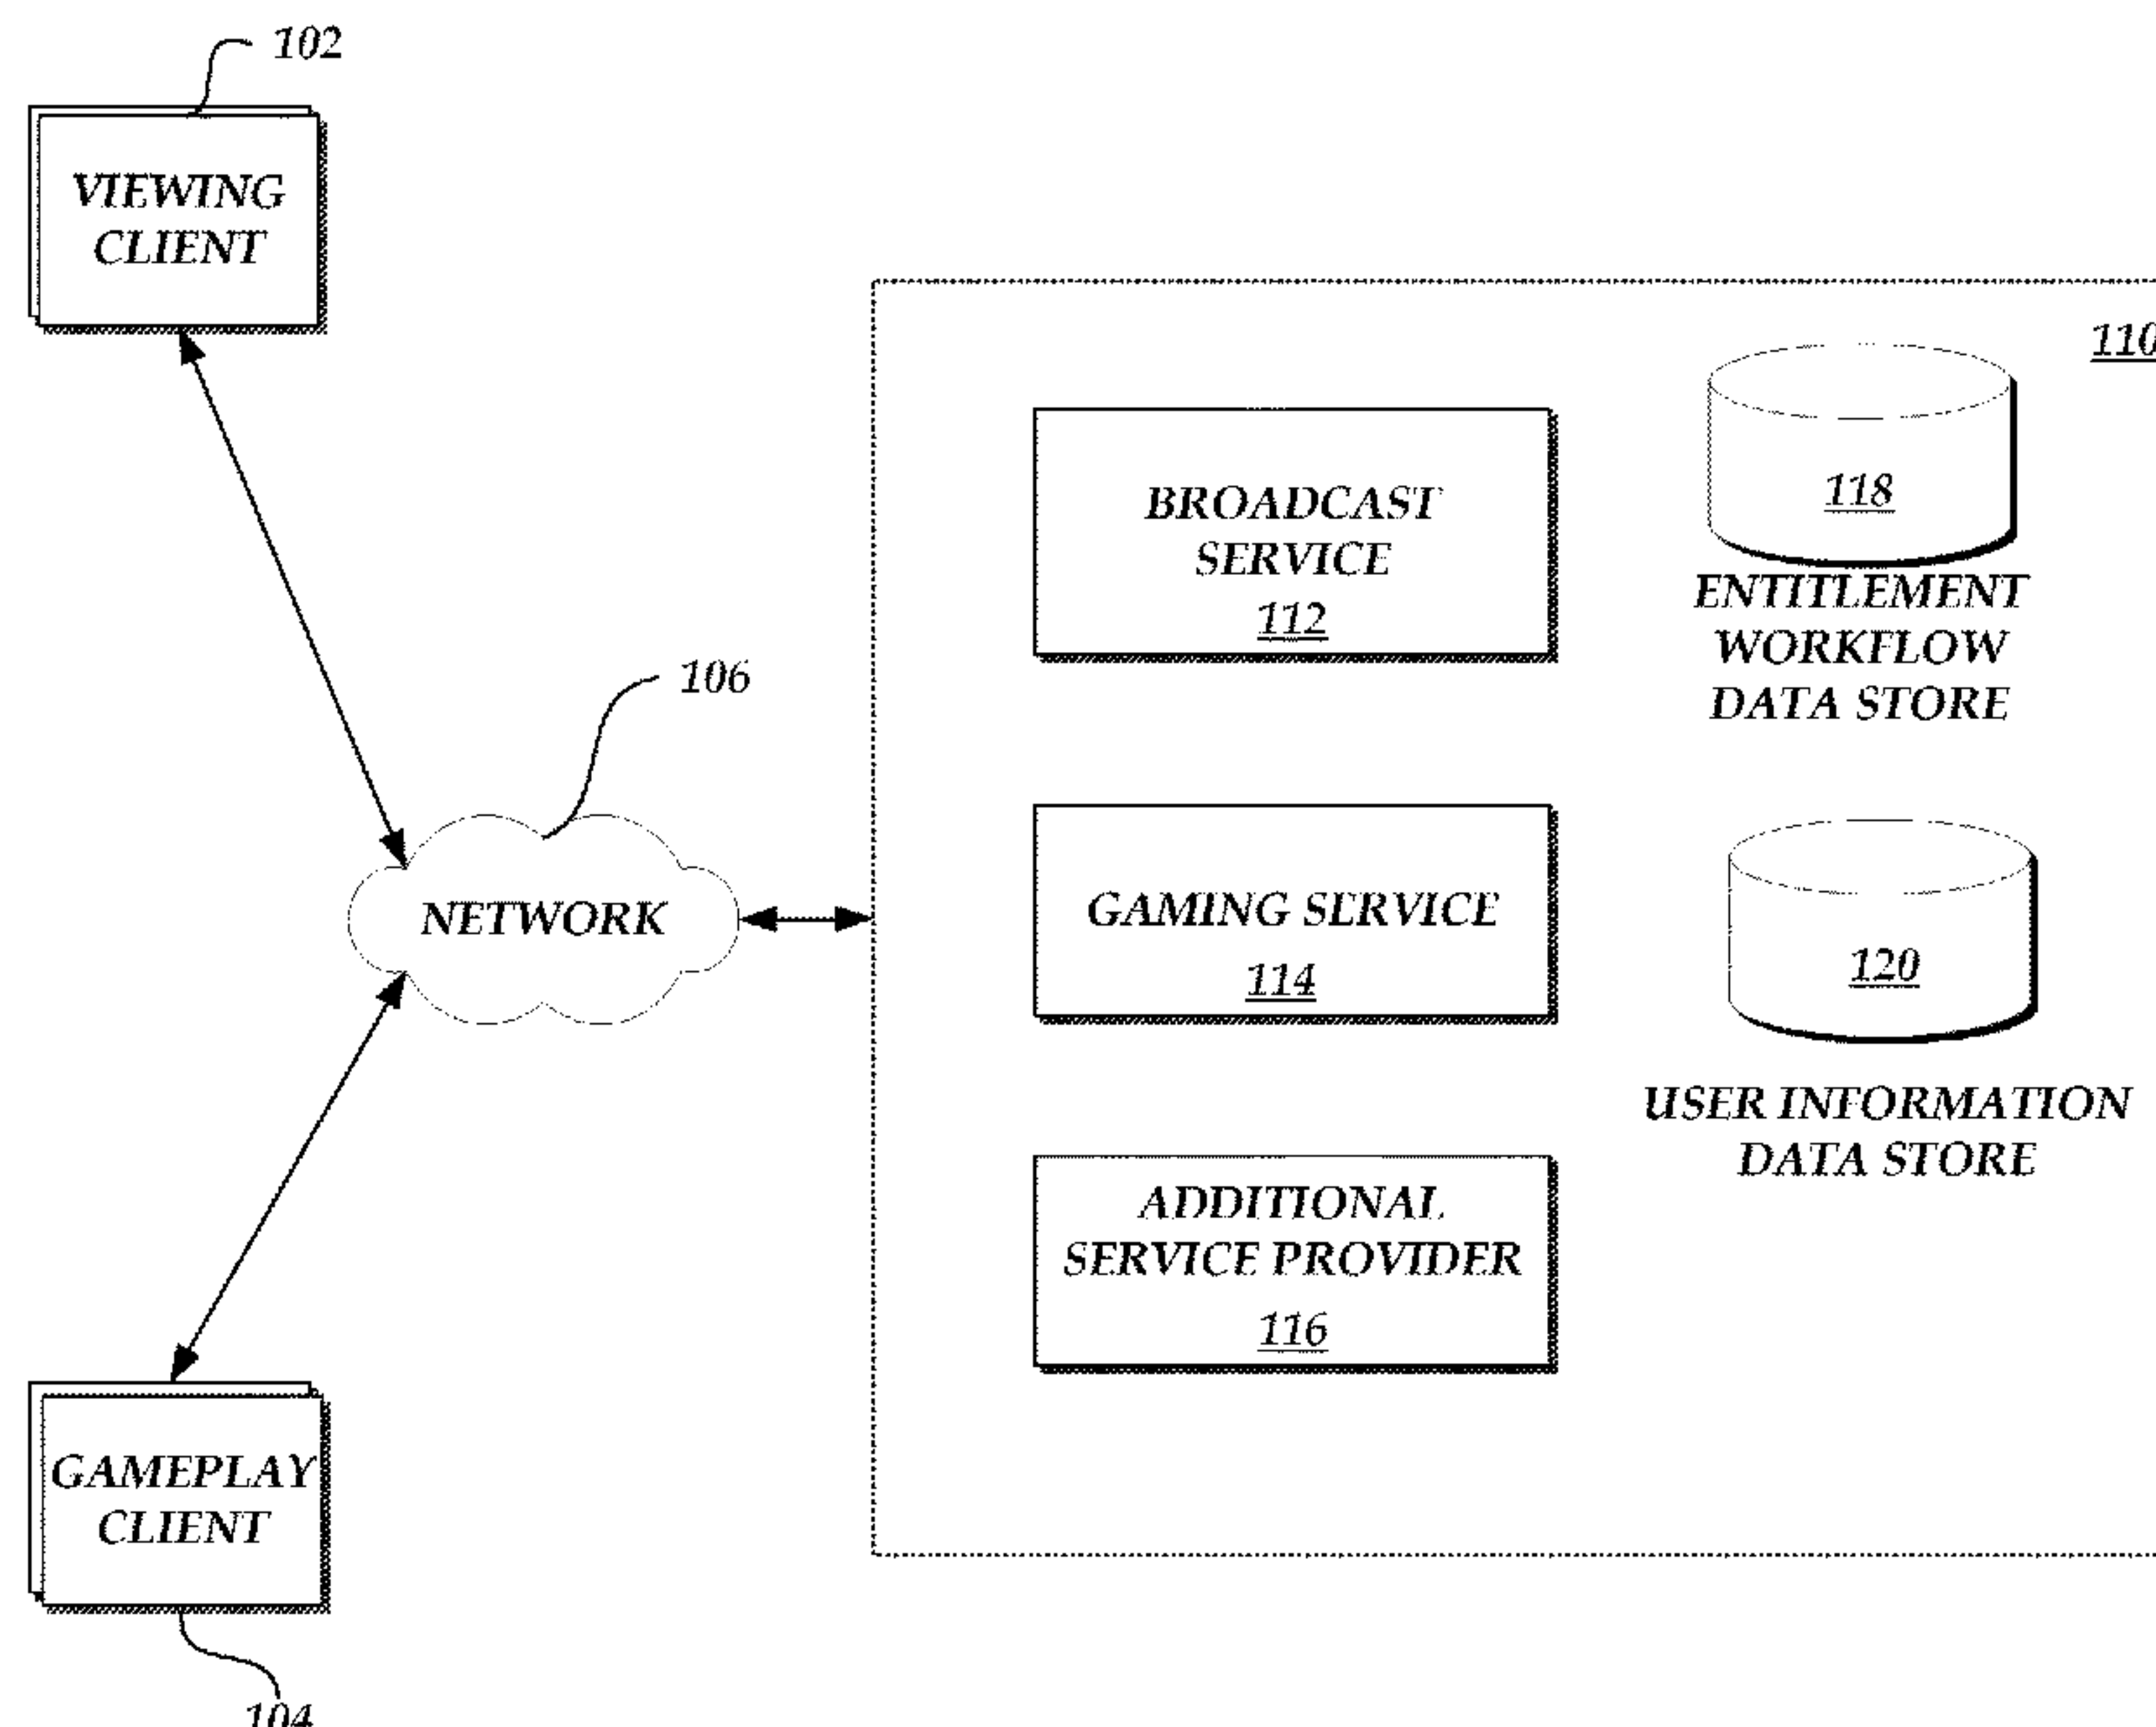 102
VIEWING
CLIENT
110
118
BROADCAST
SERVICE
112
ENTITLEMENT
WORKFLOW
DATA STORE
106
NETWORK
GAMING SERVICE
114
120
USER INFORMATION
DATA STORE
ADDITIONAL
SERVICE PROVIDER
116
GAMEPLAY
CLIENT
104